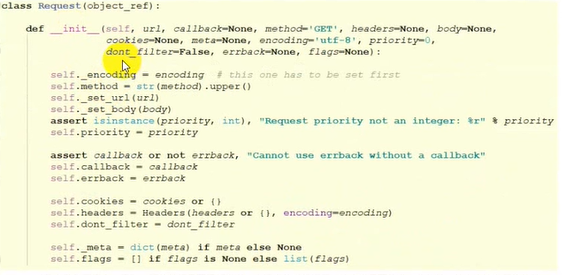 class Request(object_ref):
def __init__(self, url, callback=None, method='GET', headers=None, body=None,
cookies=None, meta=None, encoding='utf-8', priority=0,
dont_filter=False, errback=None, flags=None):
self._encoding = encoding # this one has to be set first
self.method = str(method).upper()
self._set_url(url)
self._set_body(body)
assert isinstance(priority, int), "Request priority not an integer: %r" % priority
self.priority = priority
assert callback or not errback, "Cannot use errback without a callback"
self.callback = callback
self.errback = errback
self.cookies = cookies or {}
self.headers = Headers(headers or {}, encoding=encoding)
self.dont_filter = dont_filter
self._meta = dict(meta) if meta else None
self.flags = [] if flags is None else list(flags)